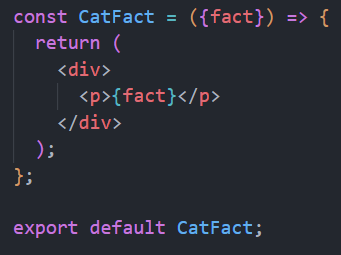 const CatFact = ({fact}) => {
  return (
    <div>
      <p>{fact}</p>
    </div>
  );
};

export default CatFact;